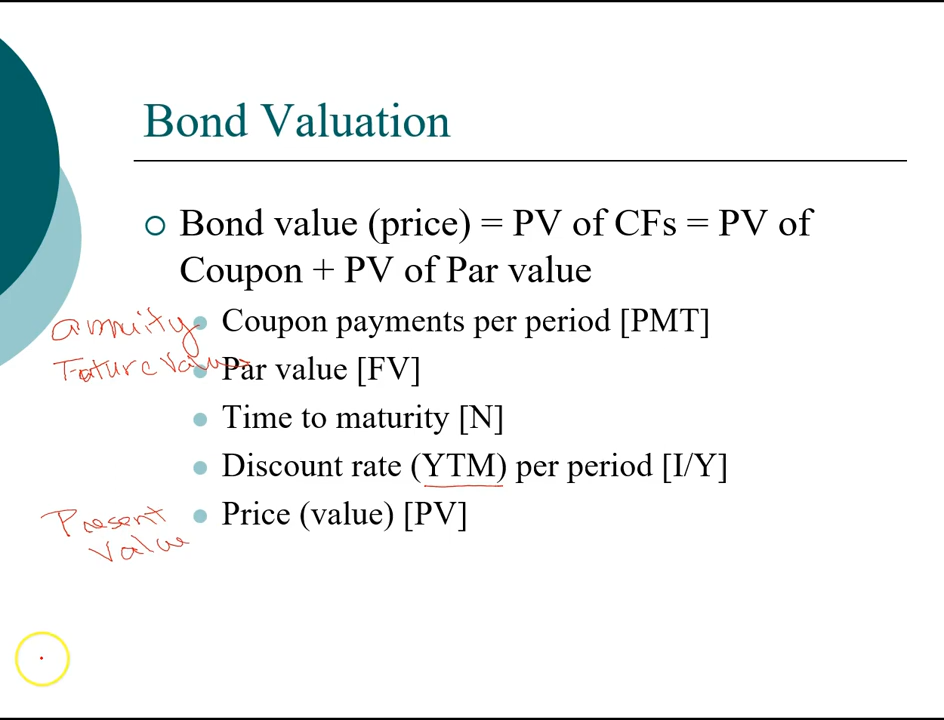 Bond Valuation
Bond value (price) = PV of CFs = PV of
Coupon + PV of Par value
annuity
Coupon payments per period [PMT]
Future Value
Par value [FV]
Time to maturity [N]
Discount rate (YTM) per period [I/Y]
Present
Value
Price (value) [PV]